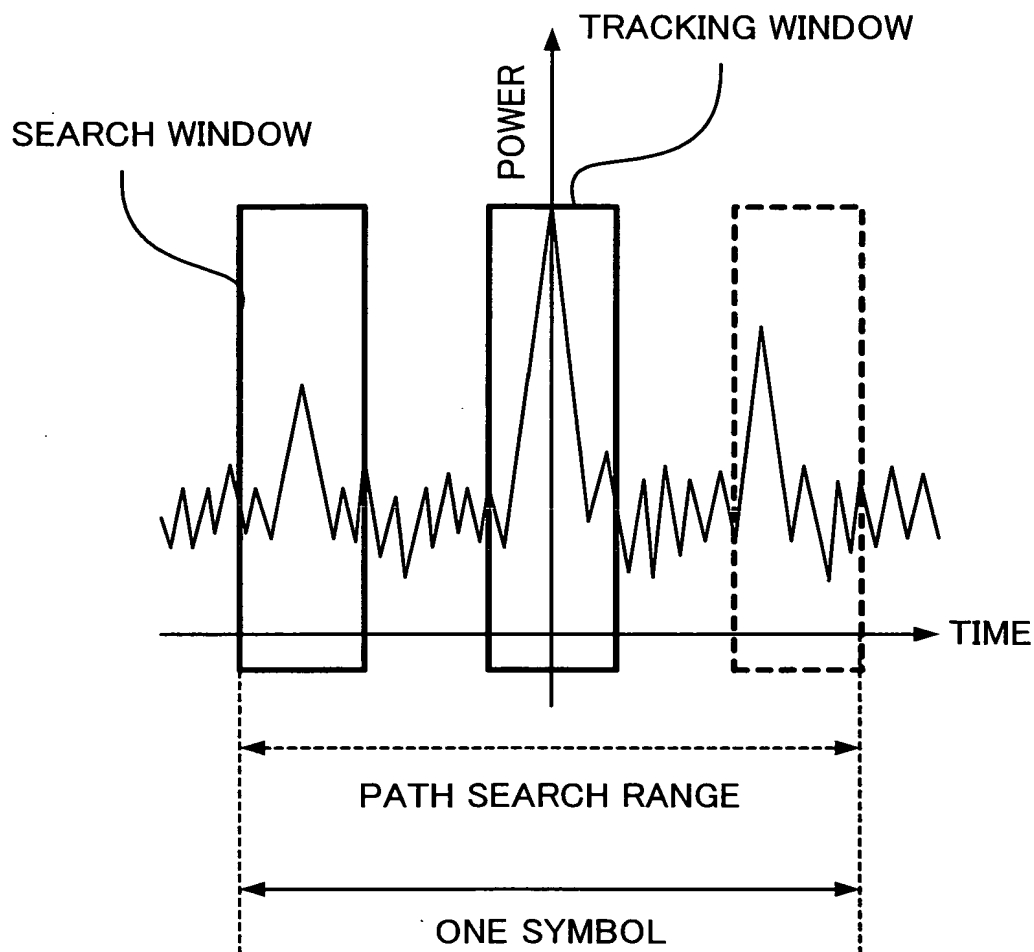 TRACKING WINDOW
SEARCH WINDOW
POWER
TIME
PATH SEARCH RANGE
ONE SYMBOL